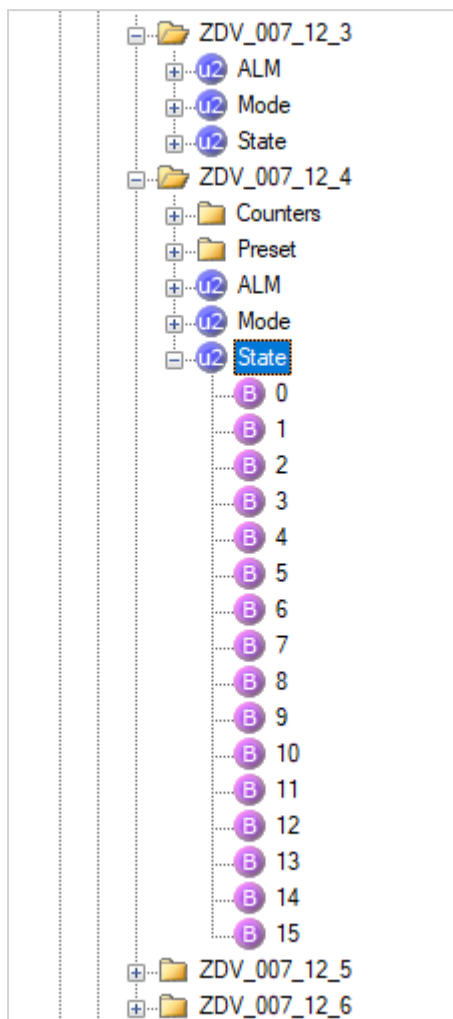 ZDV_007_12_3
u2 ALM
u2 Mode
u2 State
ZDV_007_12_4
Counters
Preset
u2 ALM
u2 Mode
u2 State
B 0
B 1
B 2
B 3
B 4
B 5
B 6
B 7
B 8
B 9
B 10
B 11
B 12
B 13
B 14
B 15
ZDV_007_12_5
ZDV_007_12_6